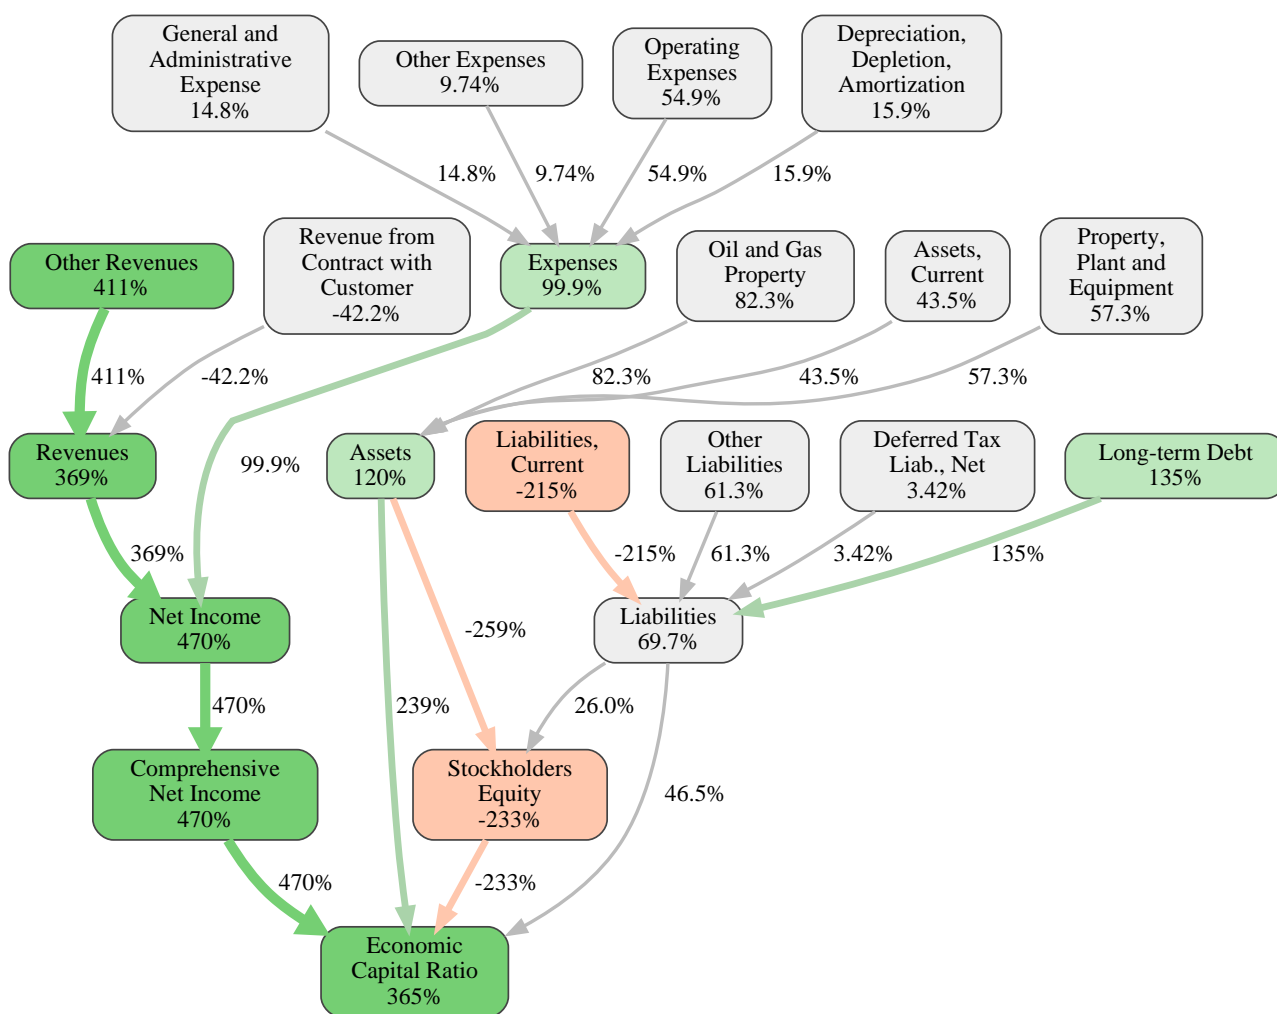 General and
Administrative
Expense
14.8%
Other Expenses
9.74%
Operating
Expenses
54.9%
Depreciation,
Depletion,
Amortization
15.9%
14.8%
9.74%
54.9%
15.9%
Other Revenues
411%
Revenue from
Contract with
Customer
-42.2%
Expenses
99.9%
Oil and Gas
Property
82.3%
Assets,
Current
43.5%
Property,
Plant and
Equipment
57.3%
411%
-42.2%
82.3%
43.5%
57.3%
Revenues
369%
99.9%
Assets
120%
Liabilities,
Current
-215%
Other
Liabilities
61.3%
Deferred Tax
Liab., Net
3.42%
Long-term Debt
135%
369%
-215%
61.3%
3.42%
135%
Net Income
470%
-259%
Liabilities
69.7%
470%
239%
26.0%
Comprehensive
Net Income
470%
Stockholders
Equity
-233%
46.5%
470%
-233%
Economic
Capital Ratio
365%